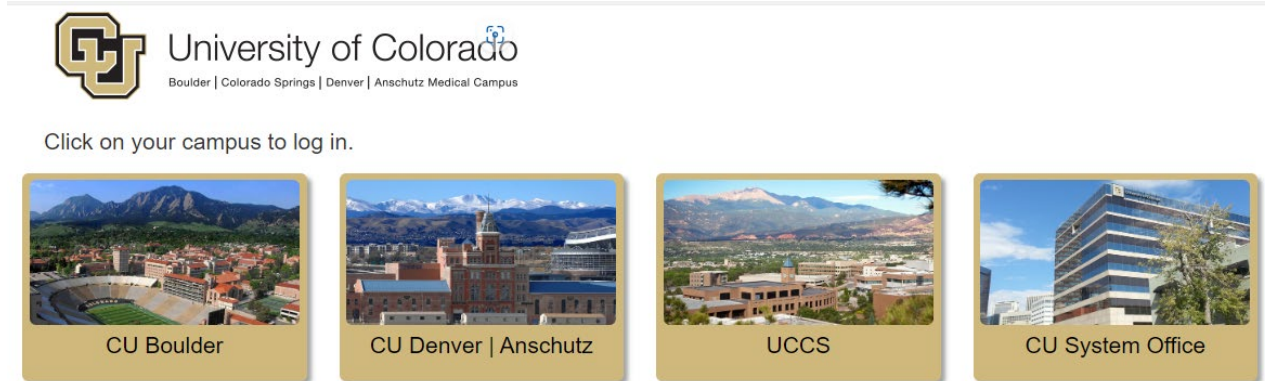 CU
University of Colorado
Boulder | Colorado Springs | Denver | Anschutz Medical Campus
Click on your campus to log in.
CU Boulder
CU Denver | Anschutz
UCCS
CU System Office